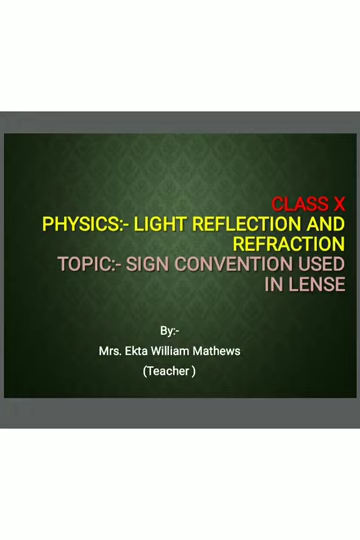 CLASS X
PHYSICS:- LIGHT REFLECTION AND
REFRACTION
TOPIC:- SIGN CONVENTION USED
IN LENSE
By:-
Mrs. Ekta William Mathews
(Teacher )